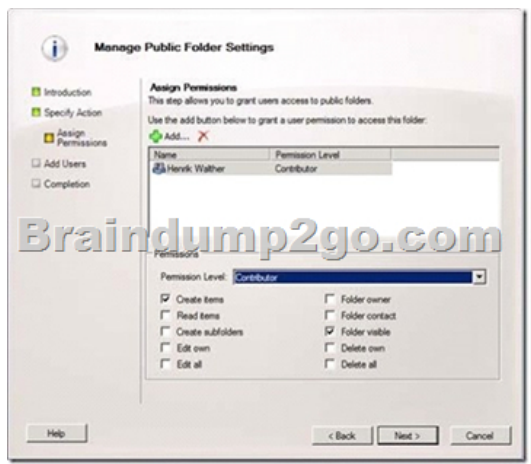 Manage Public Folder Settings
Introduction
Specify Action
Assign Permissions
Add Users
Completion
Assign Permissions
This step allows you to grant users access to public folders.
Use the add button below to grant a user permission to access this folder:
Add...
Name Permission Level
Henrik Walther Contributor
Braindump2go.com
Permissions
Permission Level: Contributor
Create items
Folder owner
Read items
Folder contact
Create subfolders
Folder visible
Edit own
Delete own
Edit all
Delete all
Help
< Back
Next >
Cancel